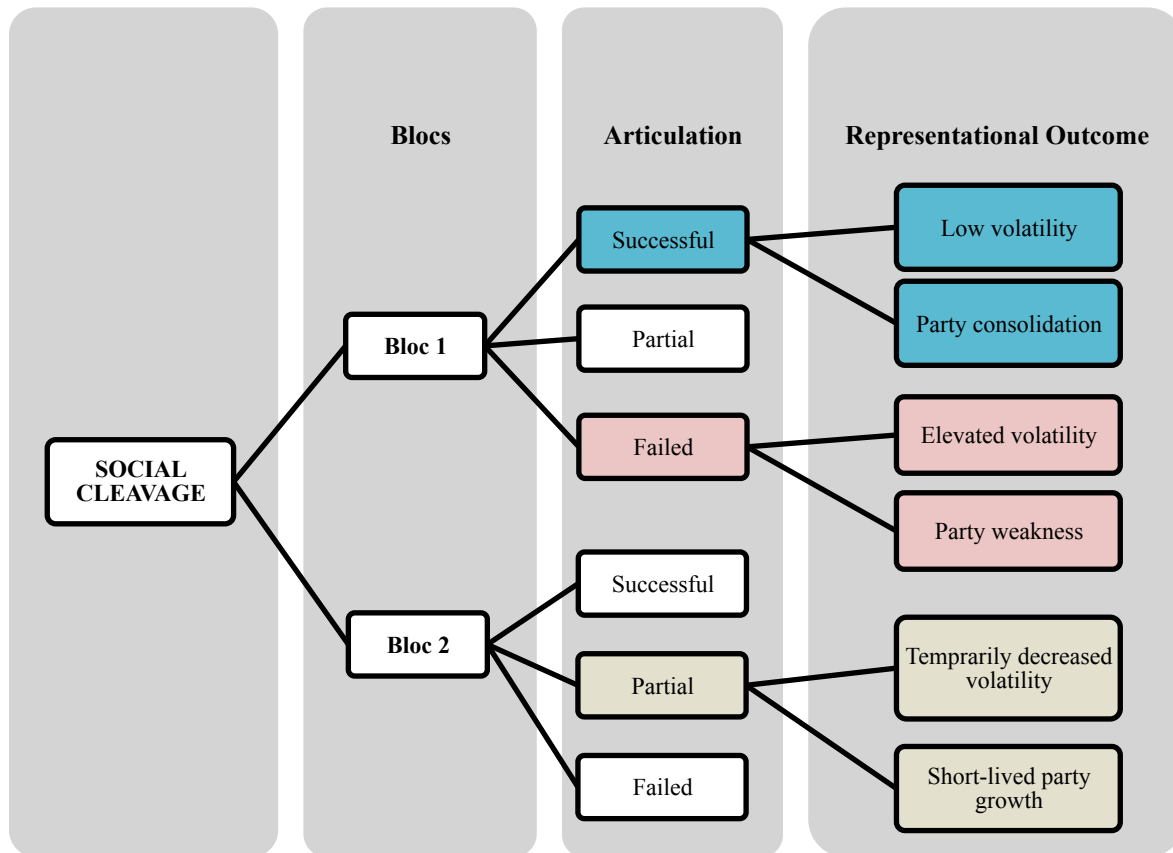 Blocs
Articulation
Representational Outcome
SOCIAL
CLEAVAGE
Bloc 1
Successful
Low volatility
Party consolidation
Partial
Failed
Elevated volatility
Party weakness
Bloc 2
Successful
Partial
Temprarily decreased
volatility
Short-lived party
growth
Failed